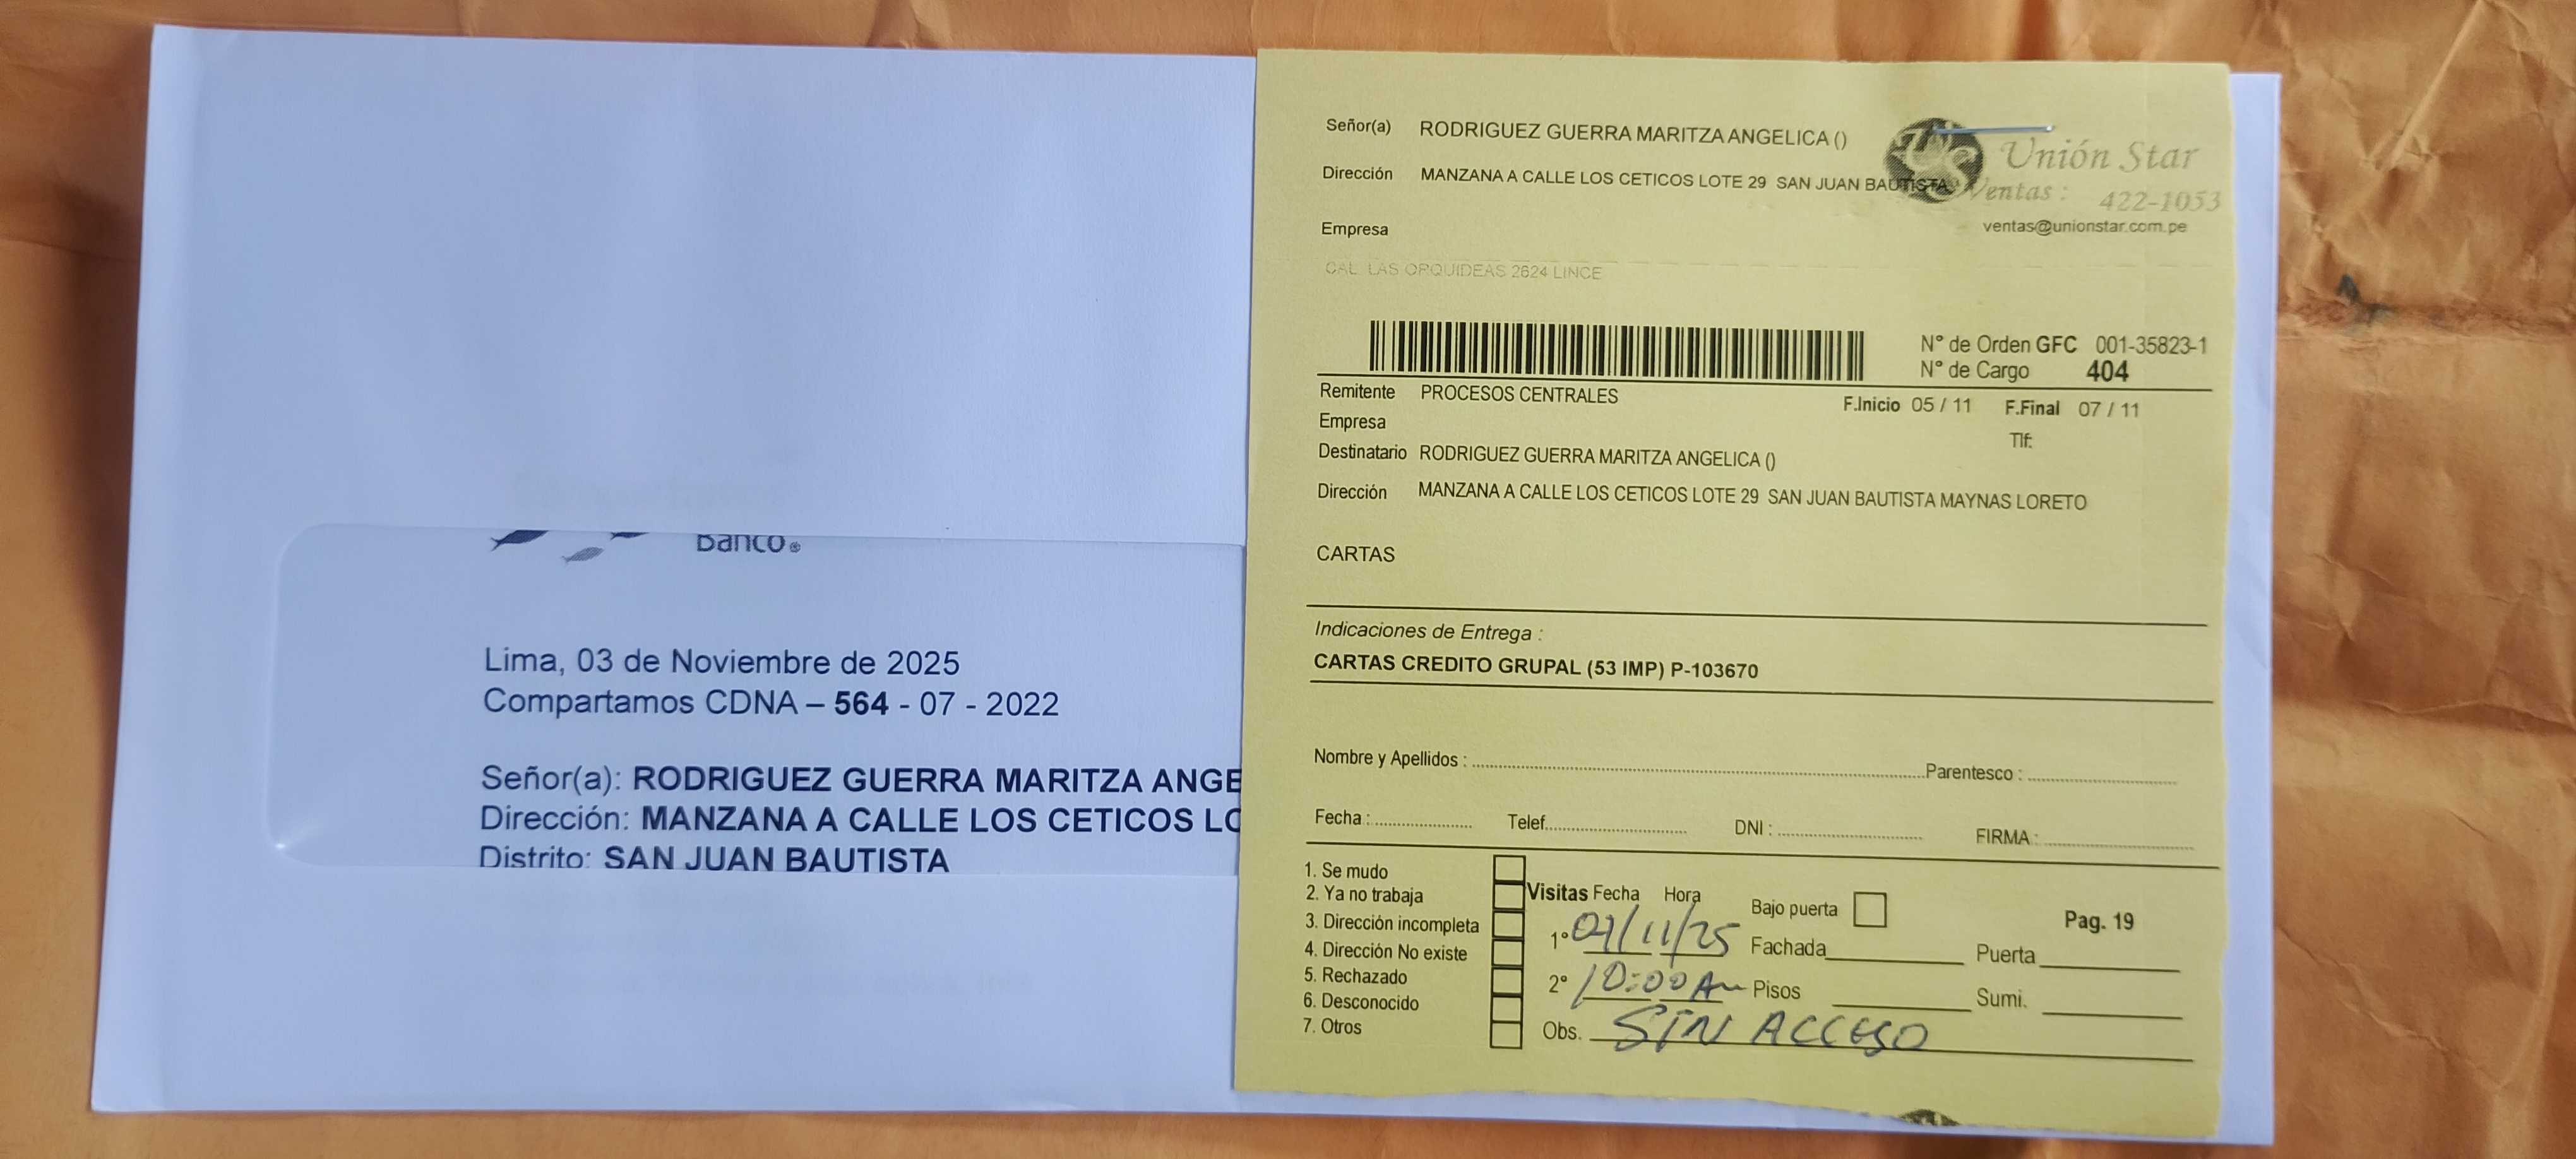 Banco®
Lima, 03 de Noviembre de 2025
Compartamos CDNA – 564 - 07 - 2022
Señor(a): RODRIGUEZ GUERRA MARITZA ANGE
Dirección: MANZANA A CALLE LOS CETICOS LO
Distrito: SAN JUAN BAUTISTA
Señor(a) RODRIGUEZ GUERRA MARITZA ANGELICA ()
Unión Star
Dirección MANZANA A CALLE LOS CETICOS LOTE 29 SAN JUAN BAUTISTA
Ventas : 422-1053
ventas@unionstar.com.pe
Empresa
CAL. LAS ORQUIDEAS 2624 LINCE
N° de Orden GFC 001-35823-1
N° de Cargo 404
Remitente PROCESOS CENTRALES
F.Inicio 05 / 11 F.Final 07 / 11
Empresa
Tlf:
Destinatario RODRIGUEZ GUERRA MARITZA ANGELICA ()
Dirección MANZANA A CALLE LOS CETICOS LOTE 29 SAN JUAN BAUTISTA MAYNAS LORETO
CARTAS
Indicaciones de Entrega :
CARTAS CREDITO GRUPAL (53 IMP) P-103670
Nombre y Apellidos : Parentesco :
Fecha : Telef. DNI : FIRMA :
1. Se mudo
2. Ya no trabaja
3. Dirección incompleta
4. Dirección No existe
5. Rechazado
6. Desconocido
7. Otros
Visitas Fecha Hora Bajo puerta Pag. 19
1° 07/11/25 Fachada Puerta
2° 10:00 Am Pisos Sumi.
Obs. SIN ACCESO